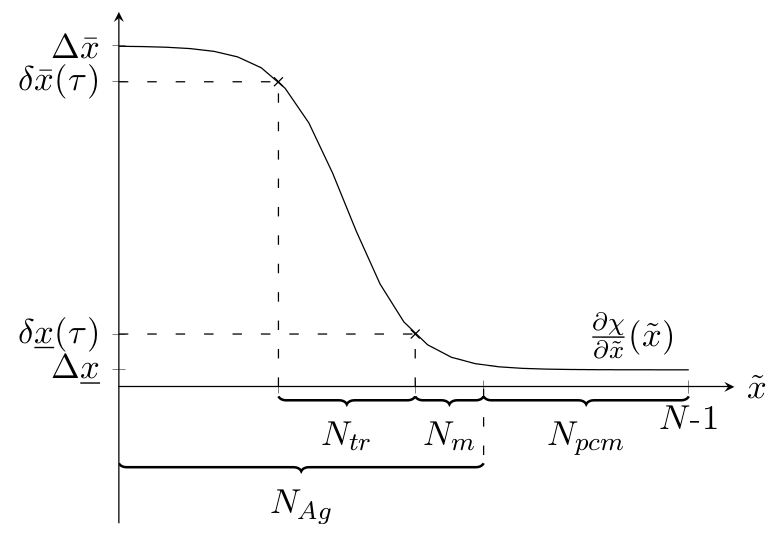 Δx̄
δx̄(τ)
δx̲(τ)
Δx̲
∂χ/∂x̃(x̃)
x̃
N-1
N_tr
N_m
N_pcm
N_Ag